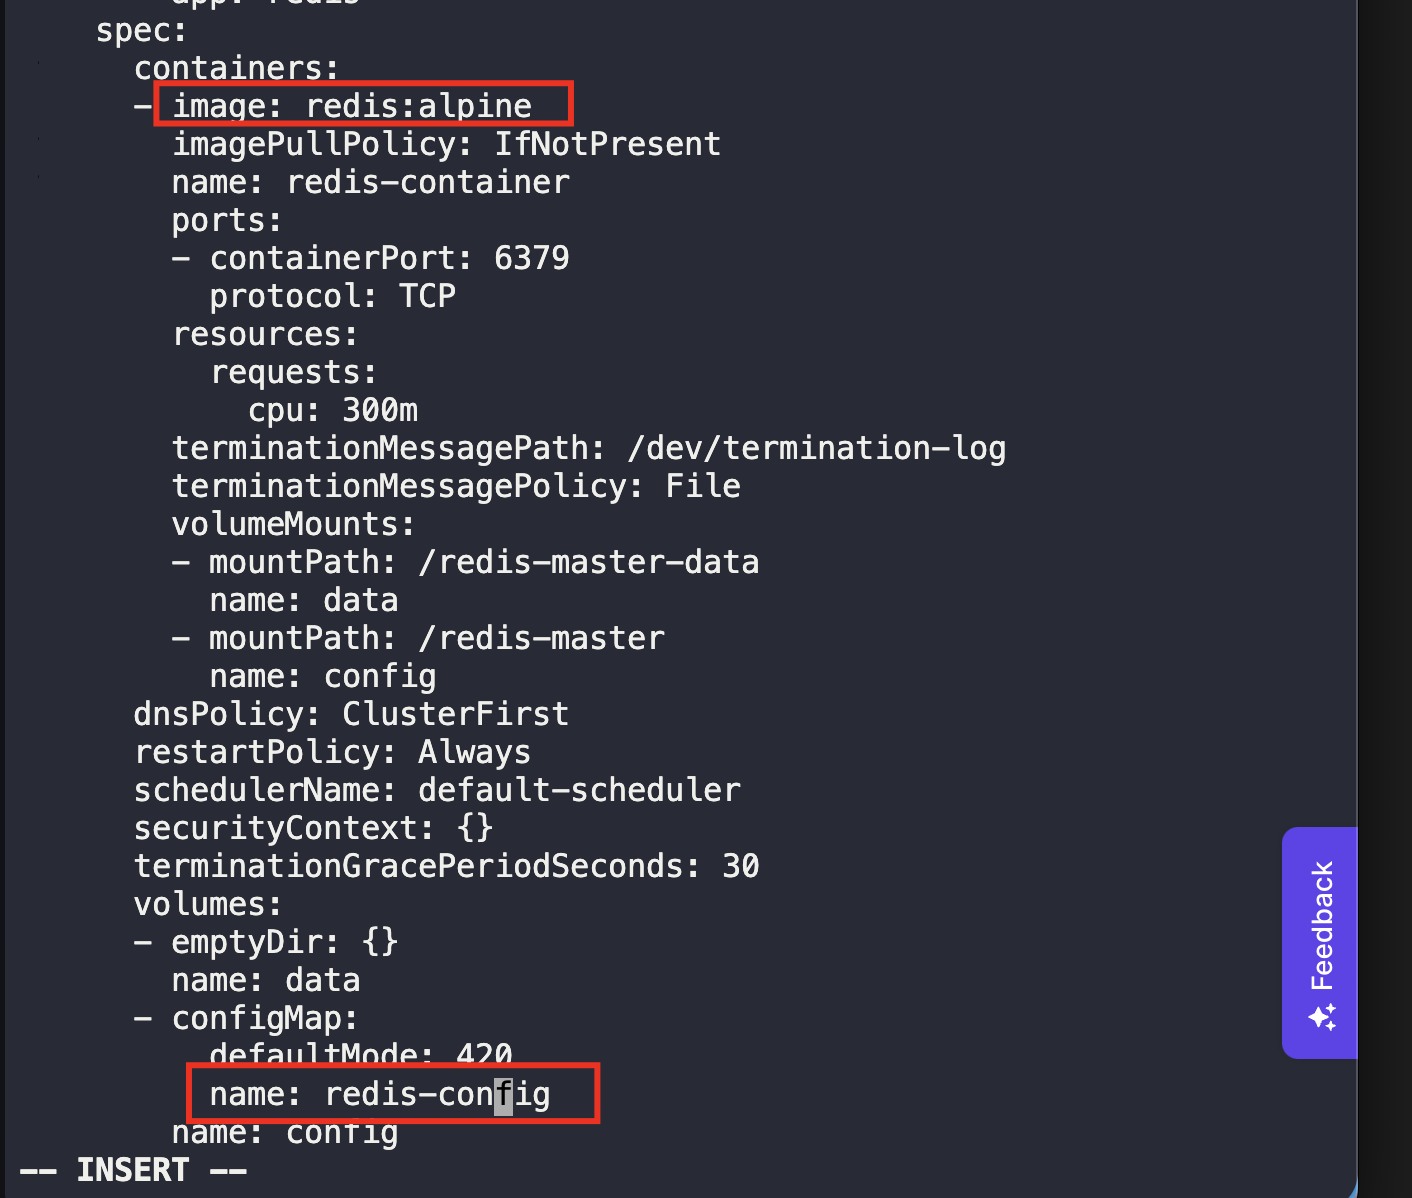 app: redis
spec:
containers:
- image: redis:alpine
imagePullPolicy: IfNotPresent
name: redis-container
ports:
- containerPort: 6379
protocol: TCP
resources:
requests:
cpu: 300m
terminationMessagePath: /dev/termination-log
terminationMessagePolicy: File
volumeMounts:
- mountPath: /redis-master-data
name: data
- mountPath: /redis-master
name: config
dnsPolicy: ClusterFirst
restartPolicy: Always
schedulerName: default-scheduler
securityContext: {}
terminationGracePeriodSeconds: 30
volumes:
- emptyDir: {}
name: data
- configMap:
defaultMode: 420
name: redis-config
name: config
-- INSERT --
Feedback